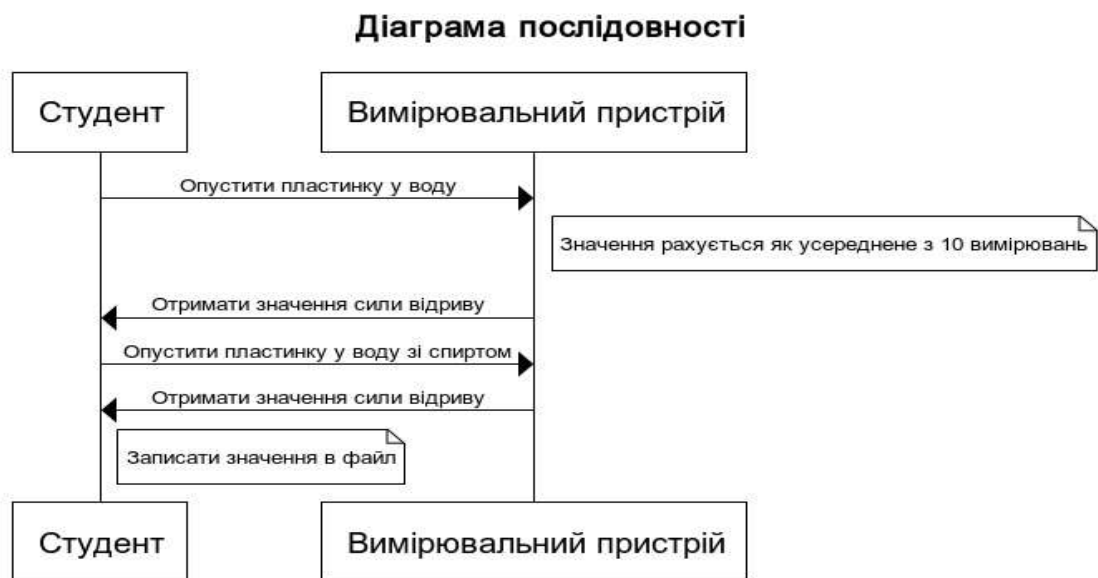 Діаграма послідовності
Студент
Вимірювальний пристрій
Опустити пластинку у воду
Значення рахується як усереднене з 10 вимірювань
Отримати значення сили відриву
Опустити пластинку у воду зі спиртом
Отримати значення сили відриву
Записати значення в файл
Студент
Вимірювальний пристрій